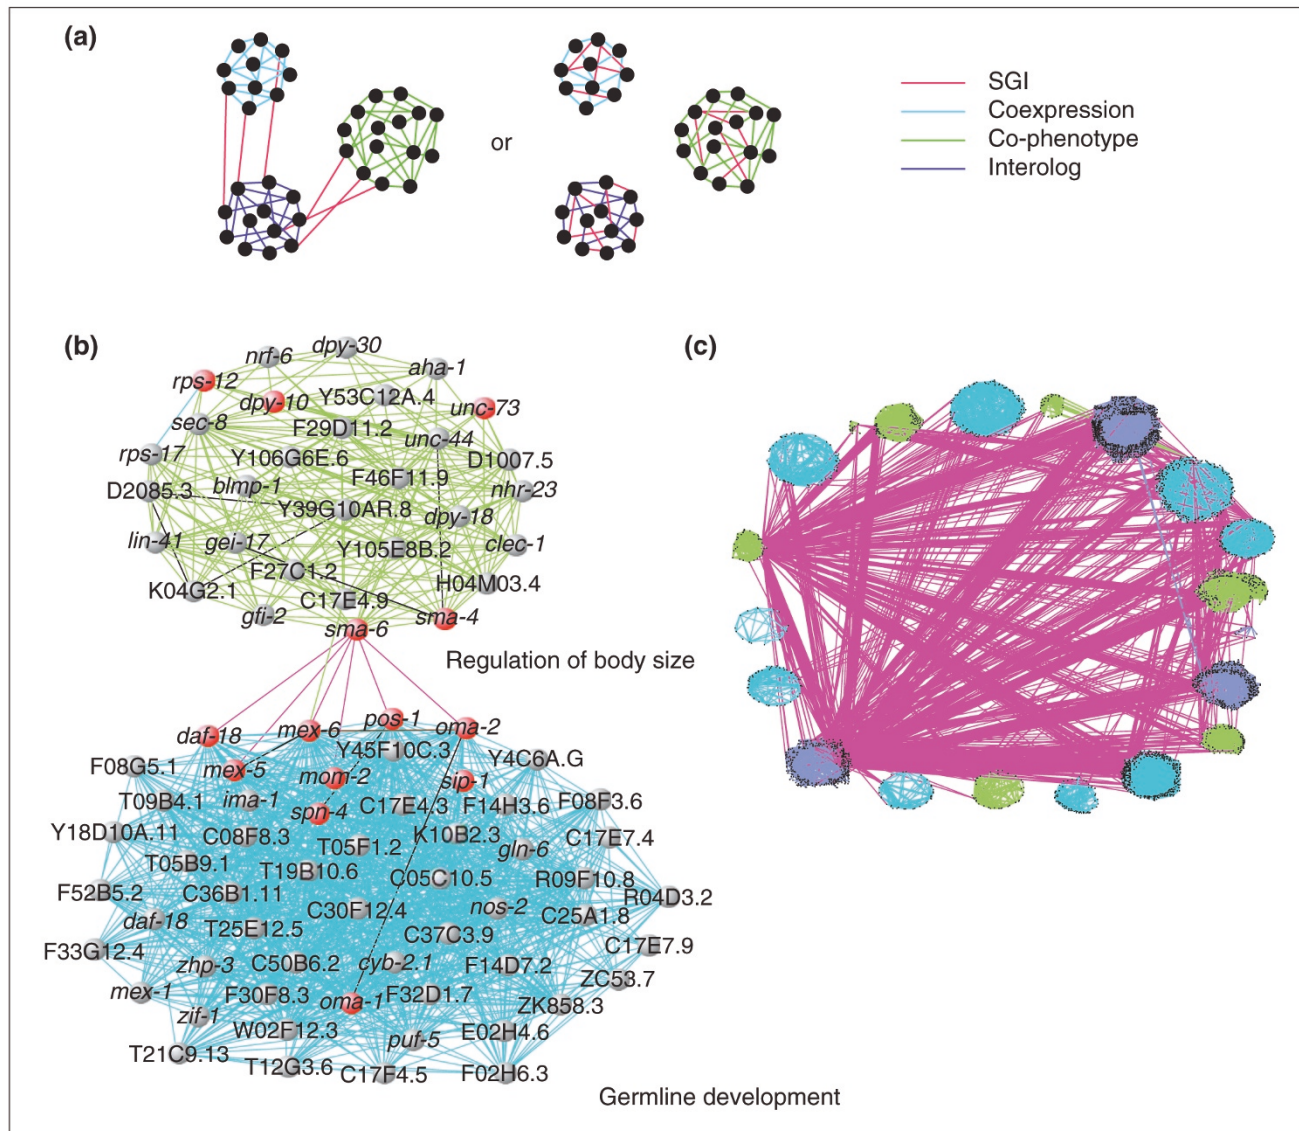 (a)
or
SGI
Coexpression
Co-phenotype
Interolog
(b)
nrf-6
dpy-30
aha-1
rps-12
dpy-10
Y53C12A.4
unc-73
sec-8
F29D11.2
unc-44
rps-17
Y106G6E.6
D1007.5
D2085.3
blmp-1
F46F11.9
nhr-23
Y39G10AR.8
dpy-18
lin-41
gei-17
Y105E8B.2
clec-1
K04G2.1
F27C1.2
H04M03.4
gfi-2
C17E4.9
sma-4
sma-6
Regulation of body size
daf-18
mex-6
pos-1
oma-2
F08G5.1
mex-5
mom-2
Y45F10C.3
sip-1
Y4C6A.G
T09B4.1
ima-1
spn-4
C17E4.3
F14H3.6
F08F3.6
Y18D10A.11
C08F8.3
T05F1.2
K10B2.3
gln-6
C17E7.4
T05B9.1
T19B10.6
C05C10.5
R09F10.8
F52B5.2
C36B1.11
R04D3.2
daf-18
T25E12.5
C30F12.4
nos-2
C25A1.8
F33G12.4
C37C3.9
C17E7.9
zhp-3
C50B6.2
cyb-2.1
F14D7.2
ZC53.7
mex-1
F30F8.3
oma-1
F32D1.7
ZK858.3
zif-1
W02F12.3
puf-5
E02H4.6
T21C9.13
T12G3.6
C17F4.5
F02H6.3
Germline development
(c)